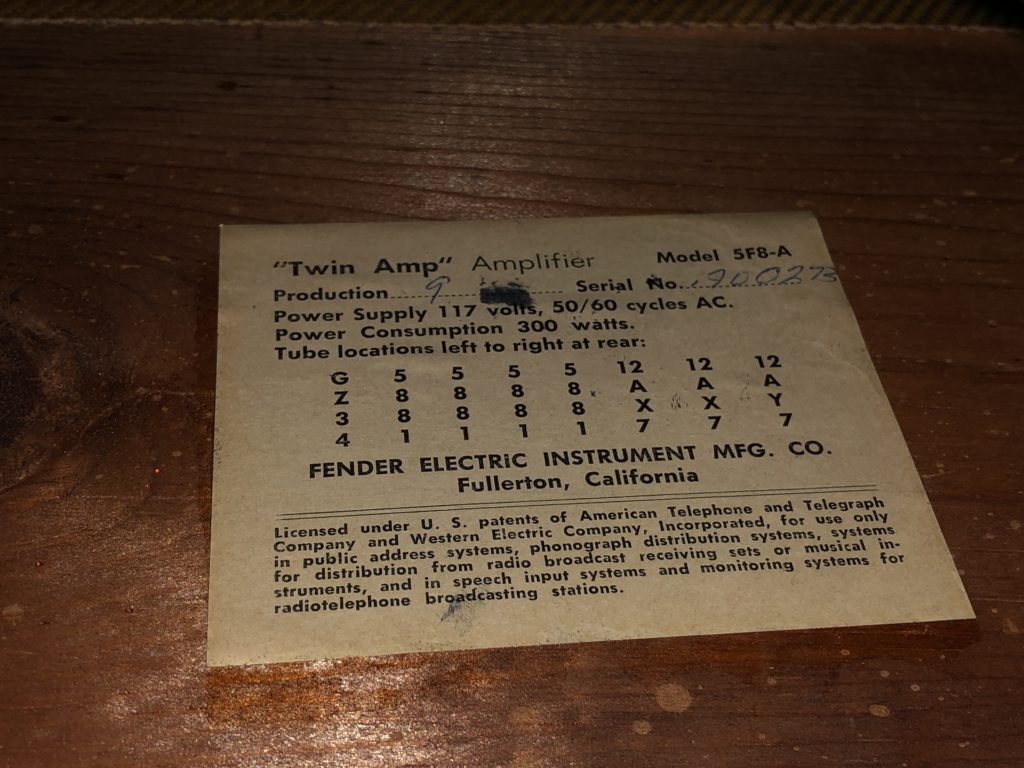 "Twin Amp" Amplifier Model 5F8-A
Production.....9............ Serial No...
Power Supply 117 volts, 50/60 cycles AC.
Power Consumption 300 watts.
Tube locations left to right at rear:
G 5 5 5 5 12 12 12
Z 8 8 8 8 A A A
3 8 8 8 8 X X Y
4 1 1 1 1 7 7 7
FENDER ELECTRIC INSTRUMENT MFG. CO.
Fullerton, California
Licensed under U. S. patents of American Telephone and Telegraph
Company and Western Electric Company, Incorporated, for use only
in public address systems, phonograph distribution systems, systems
for distribution from radio broadcast receiving sets or musical in-
struments, and in speech input systems and monitoring systems for
radiotelephone broadcasting stations.